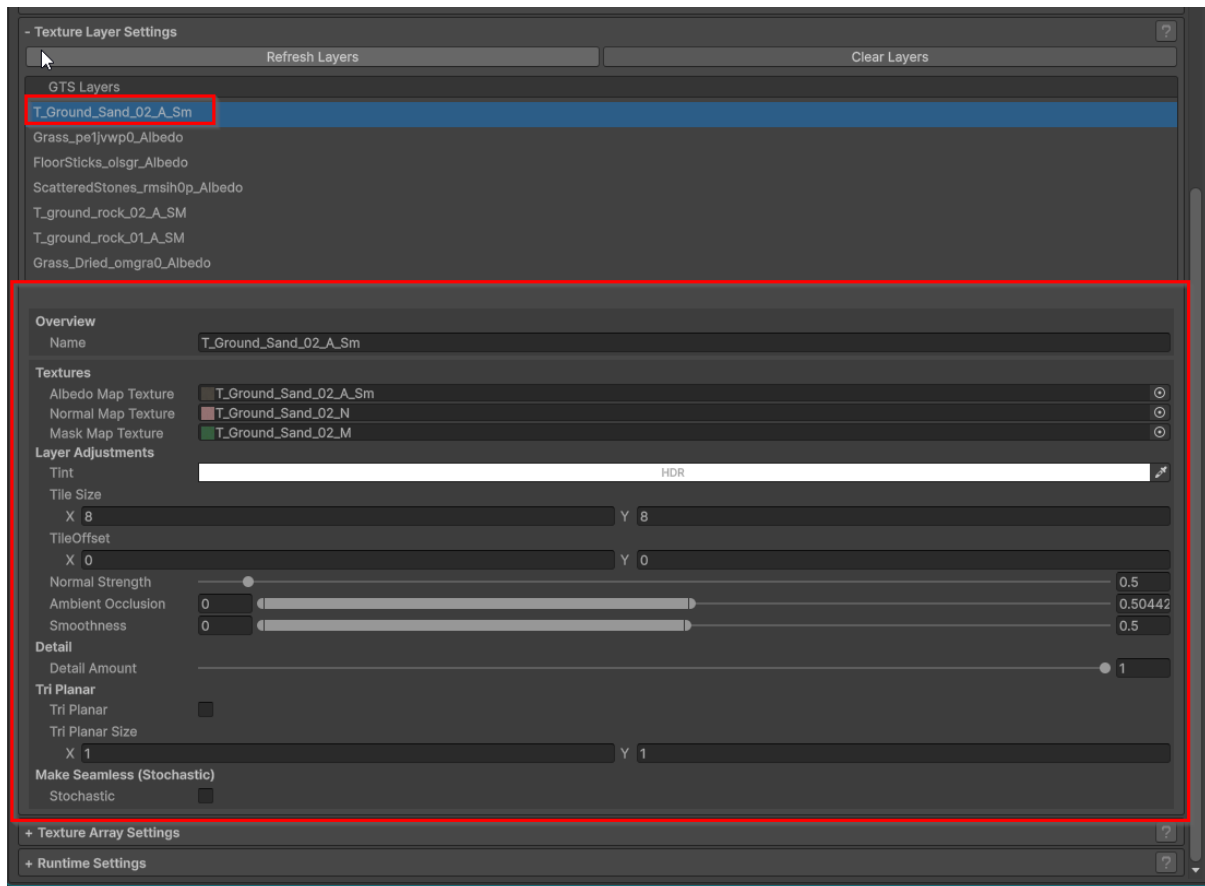 - Texture Layer Settings ?
Refresh Layers Clear Layers
GTS Layers
T_Ground_Sand_02_A_Sm
Grass_pe1jvwp0_Albedo
FloorSticks_olsgr_Albedo
ScatteredStones_rmsih0p_Albedo
T_ground_rock_02_A_SM
T_ground_rock_01_A_SM
Grass_Dried_omgra0_Albedo
Overview
Name T_Ground_Sand_02_A_Sm
Textures
Albedo Map Texture T_Ground_Sand_02_A_Sm
Normal Map Texture T_Ground_Sand_02_N
Mask Map Texture T_Ground_Sand_02_M
Layer Adjustments
Tint HDR
Tile Size
X 8 Y 8
TileOffset
X 0 Y 0
Normal Strength 0.5
Ambient Occlusion 0 0.50442
Smoothness 0 0.5
Detail
Detail Amount 1
Tri Planar
Tri Planar
Tri Planar Size
X 1 Y 1
Make Seamless (Stochastic)
Stochastic
+ Texture Array Settings ?
+ Runtime Settings ?